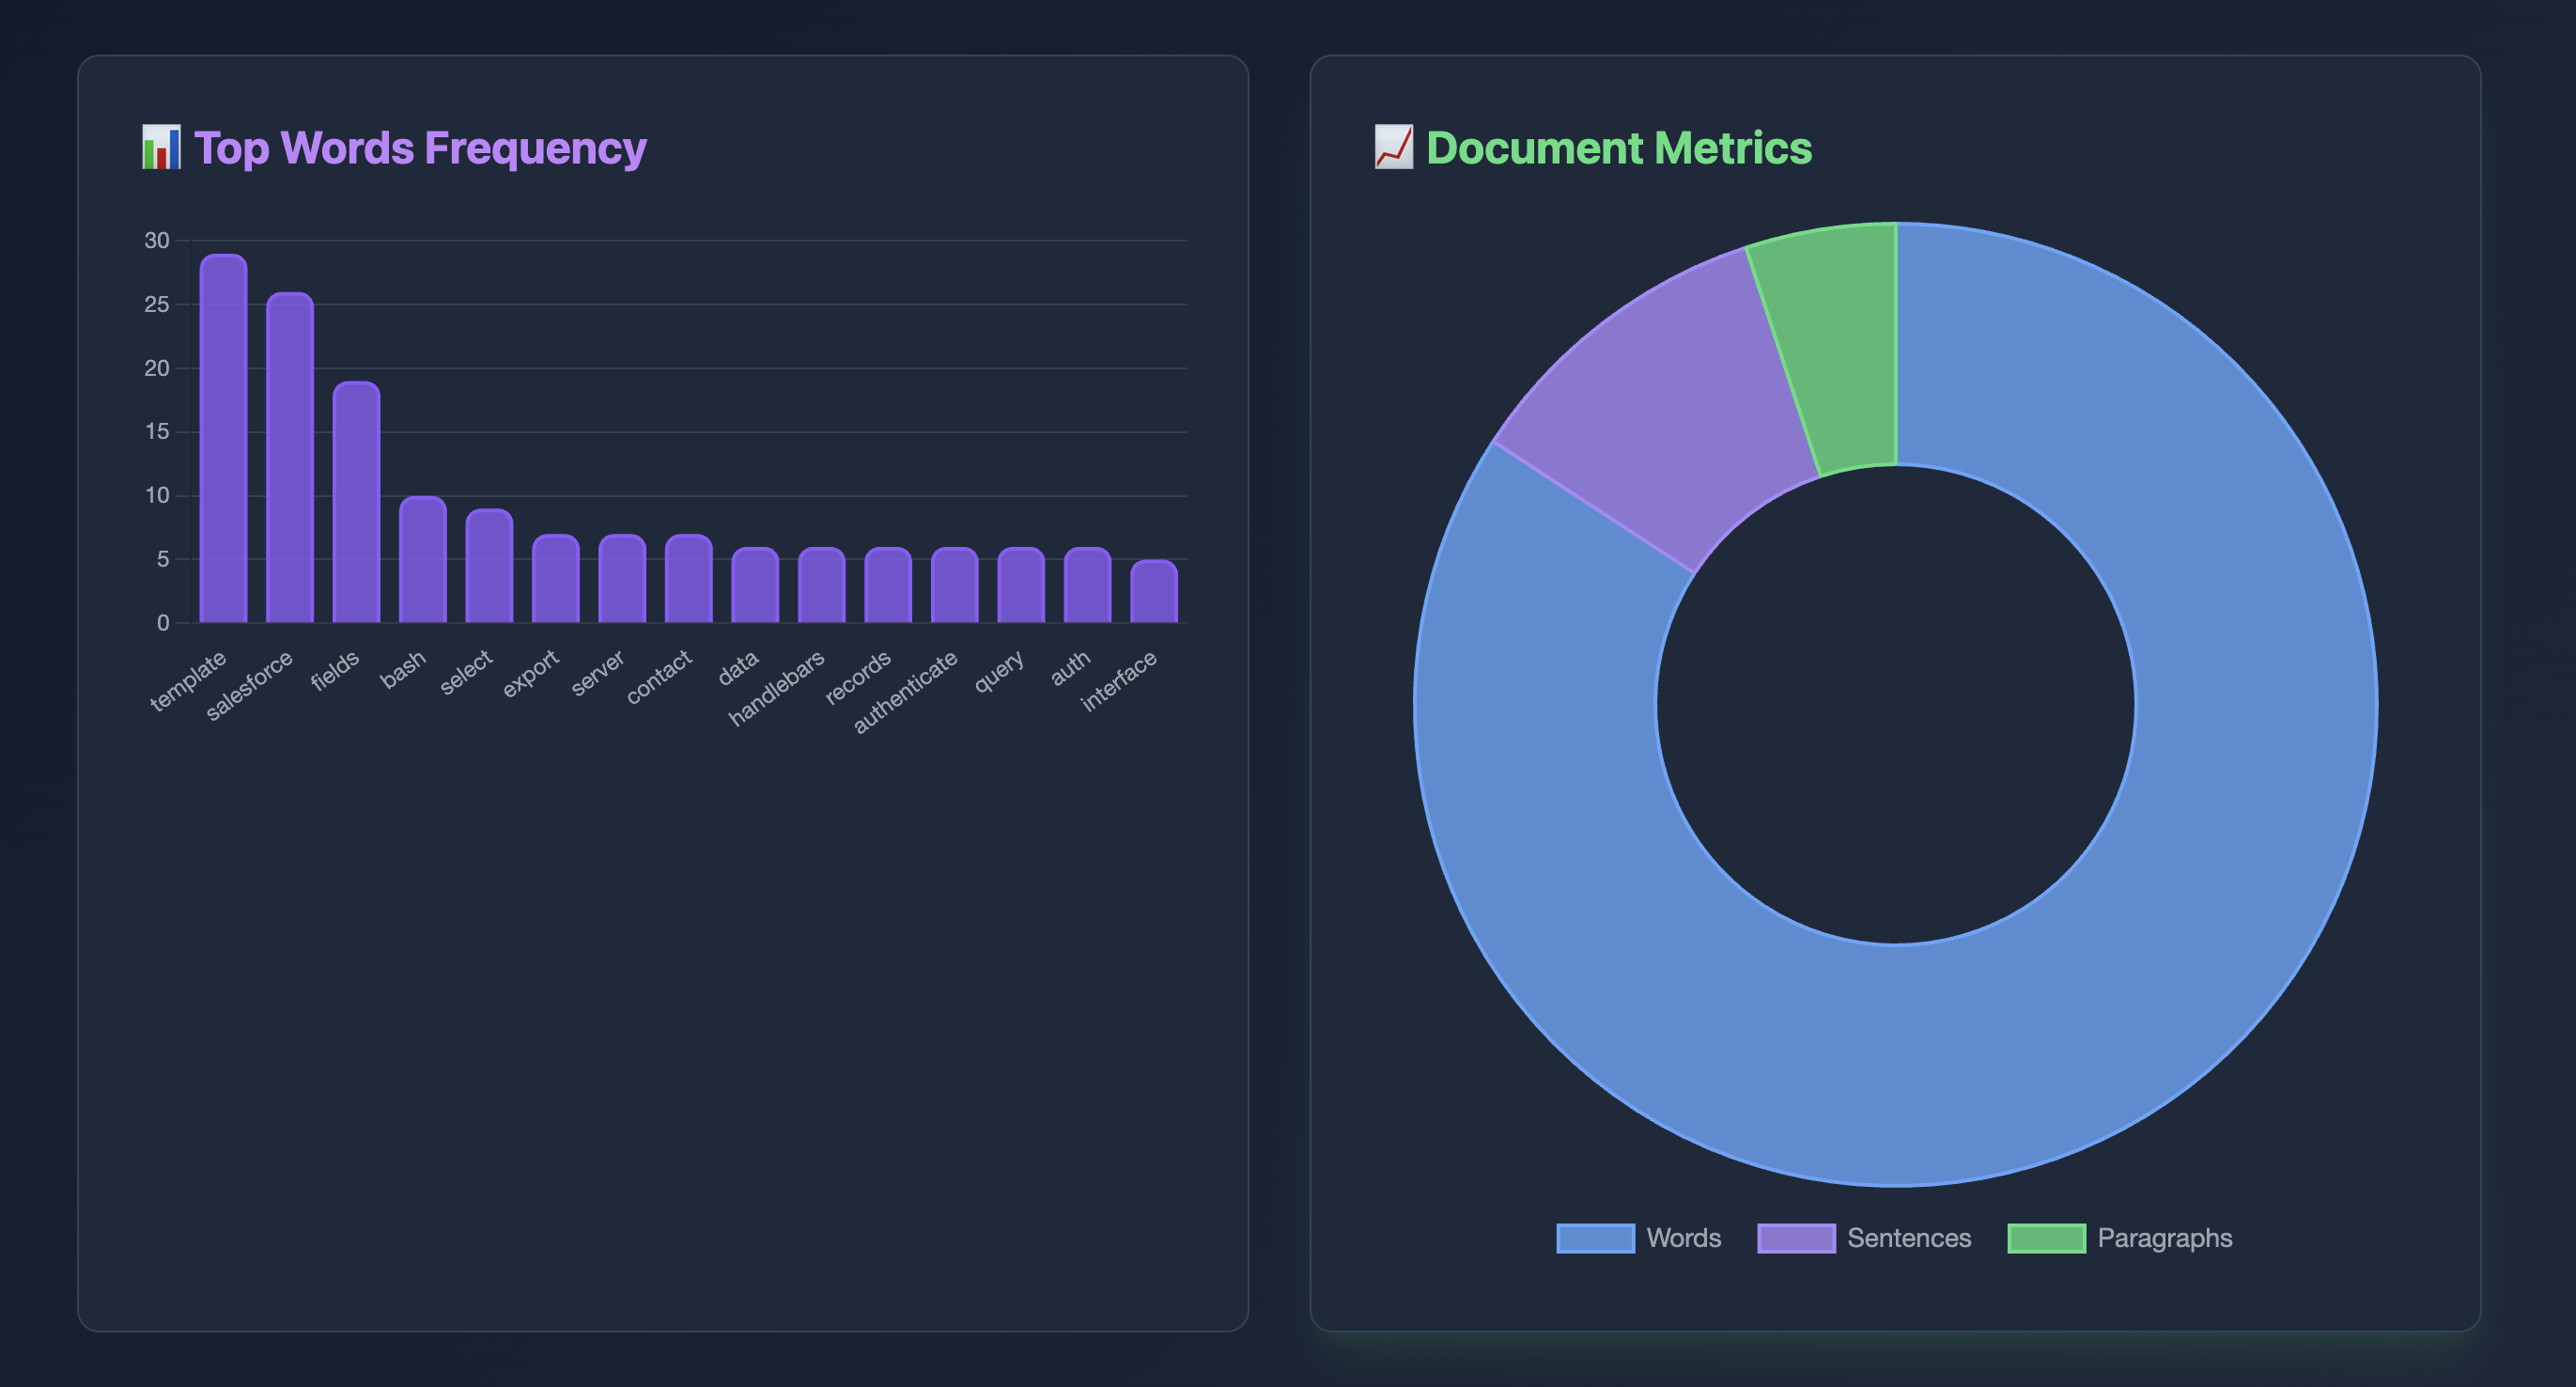 📊 Top Words Frequency
30
25
20
15
10
5
0
template
salesforce
fields
bash
select
export
server
contact
data
handlebars
records
authenticate
query
auth
interface
📈 Document Metrics
Words
Sentences
Paragraphs